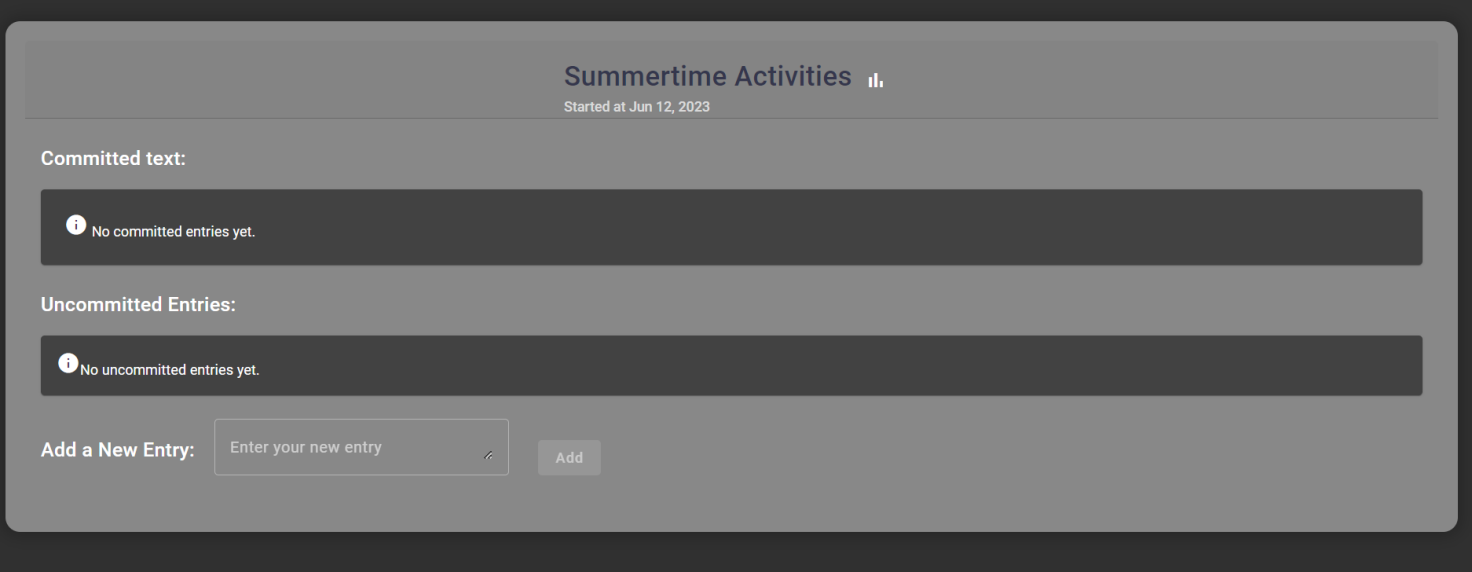 Summertime Activities
Started at Jun 12, 2023
Committed text:
No committed entries yet.
Uncommitted Entries:
No uncommitted entries yet.
Add a New Entry:
Enter your new entry
Add